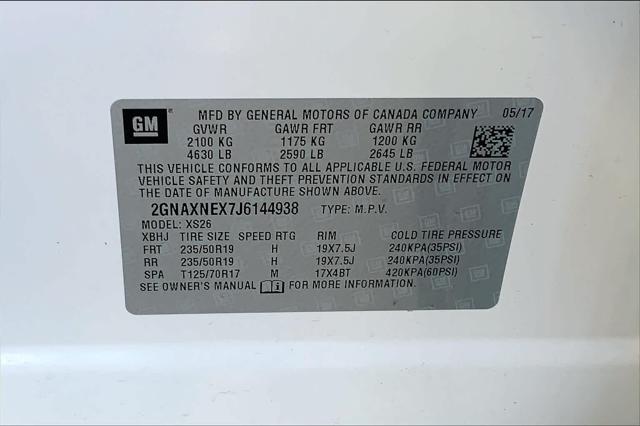 GM MFD BY GENERAL MOTORS OF CANADA COMPANY 05/17
GVWR GAWR FRT GAWR RR
2100 KG 1175 KG 1200 KG
4630 LB 2590 LB 2645 LB
THIS VEHICLE CONFORMS TO ALL APPLICABLE U.S. FEDERAL MOTOR
VEHICLE SAFETY AND THEFT PREVENTION STANDARDS IN EFFECT ON
THE DATE OF MANUFACTURE SHOWN ABOVE.
2GNAXNEX7J6144938 TYPE: M.P.V.
MODEL: XS26
XBHJ TIRE SIZE SPEED RTG RIM COLD TIRE PRESSURE
FRT 235/50R19 H 19X7.5J 240KPA(35PSI)
RR 235/50R19 H 19X7.5J 240KPA(35PSI)
SPA T125/70R17 M 17X4BT 420KPA(60PSI)
SEE OWNER'S MANUAL FOR MORE INFORMATION.